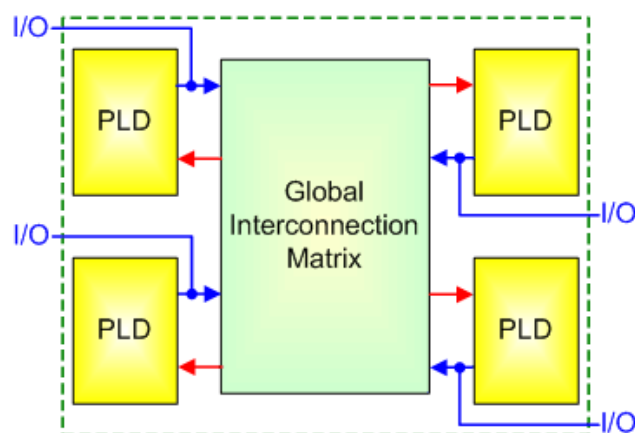 I/O
PLD
PLD
Global
Interconnection
Matrix
I/O
I/O
PLD
PLD
I/O